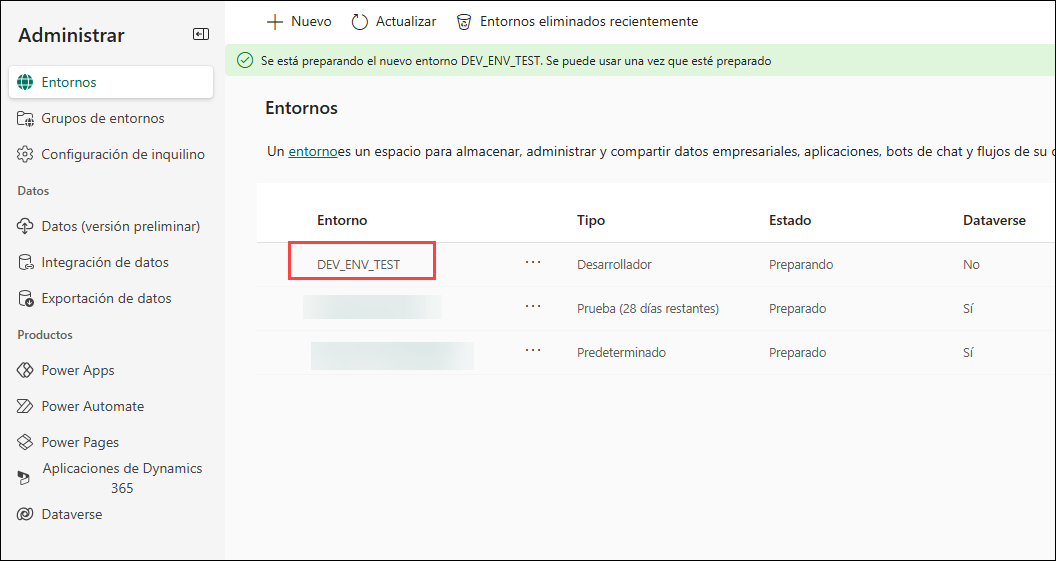 Administrar
Entornos
Grupos de entornos
Configuración de inquilino
Datos
Datos (versión preliminar)
Integración de datos
Exportación de datos
Productos
Power Apps
Power Automate
Power Pages
Aplicaciones de Dynamics
365
Dataverse
Nuevo Actualizar Entornos eliminados recientemente
Se está preparando el nuevo entorno DEV_ENV_TEST. Se puede usar una vez que esté preparado
Entornos
Un entornoes un espacio para almacenar, administrar y compartir datos empresariales, aplicaciones, bots de chat y flujos de su
Entorno Tipo Estado Dataverse
DEV_ENV_TEST ... Desarrollador Preparando No
... Prueba (28 días restantes) Preparado Sí
... Predeterminado Preparado Sí